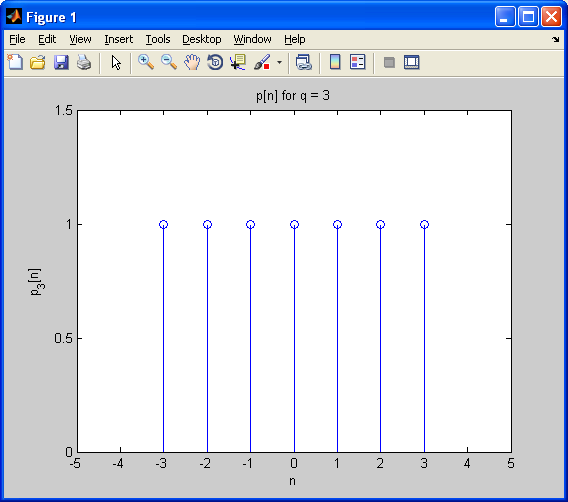 Figure 1
File Edit View Insert Tools Desktop Window Help
p[n] for q = 3
1.5
1
0.5
0
p3[n]
-5 -4 -3 -2 -1 0 1 2 3 4 5
n